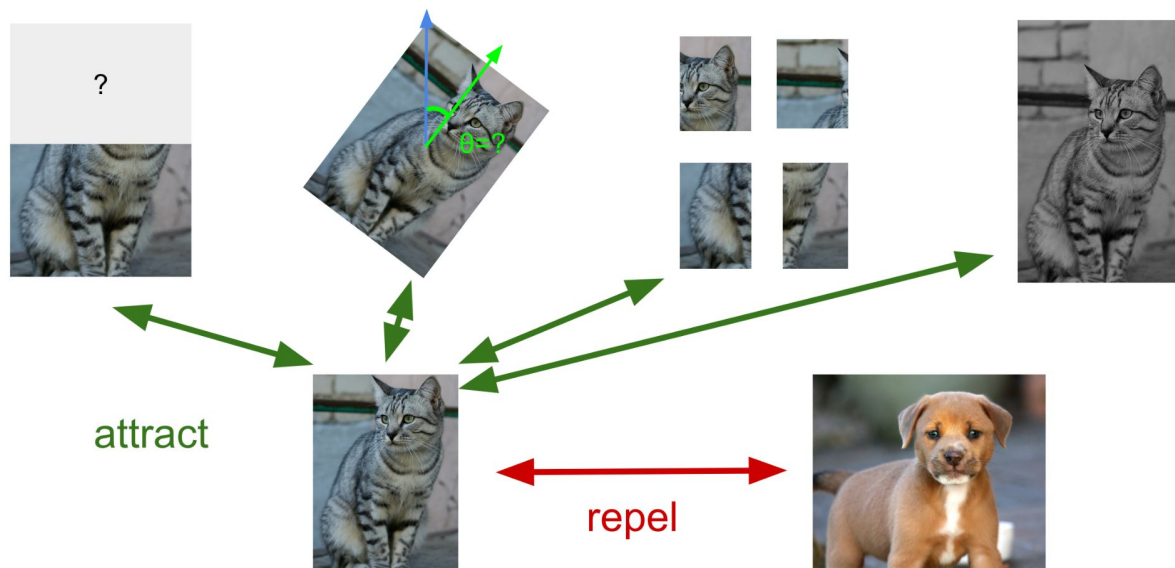 ?
θ=?
attract
repel